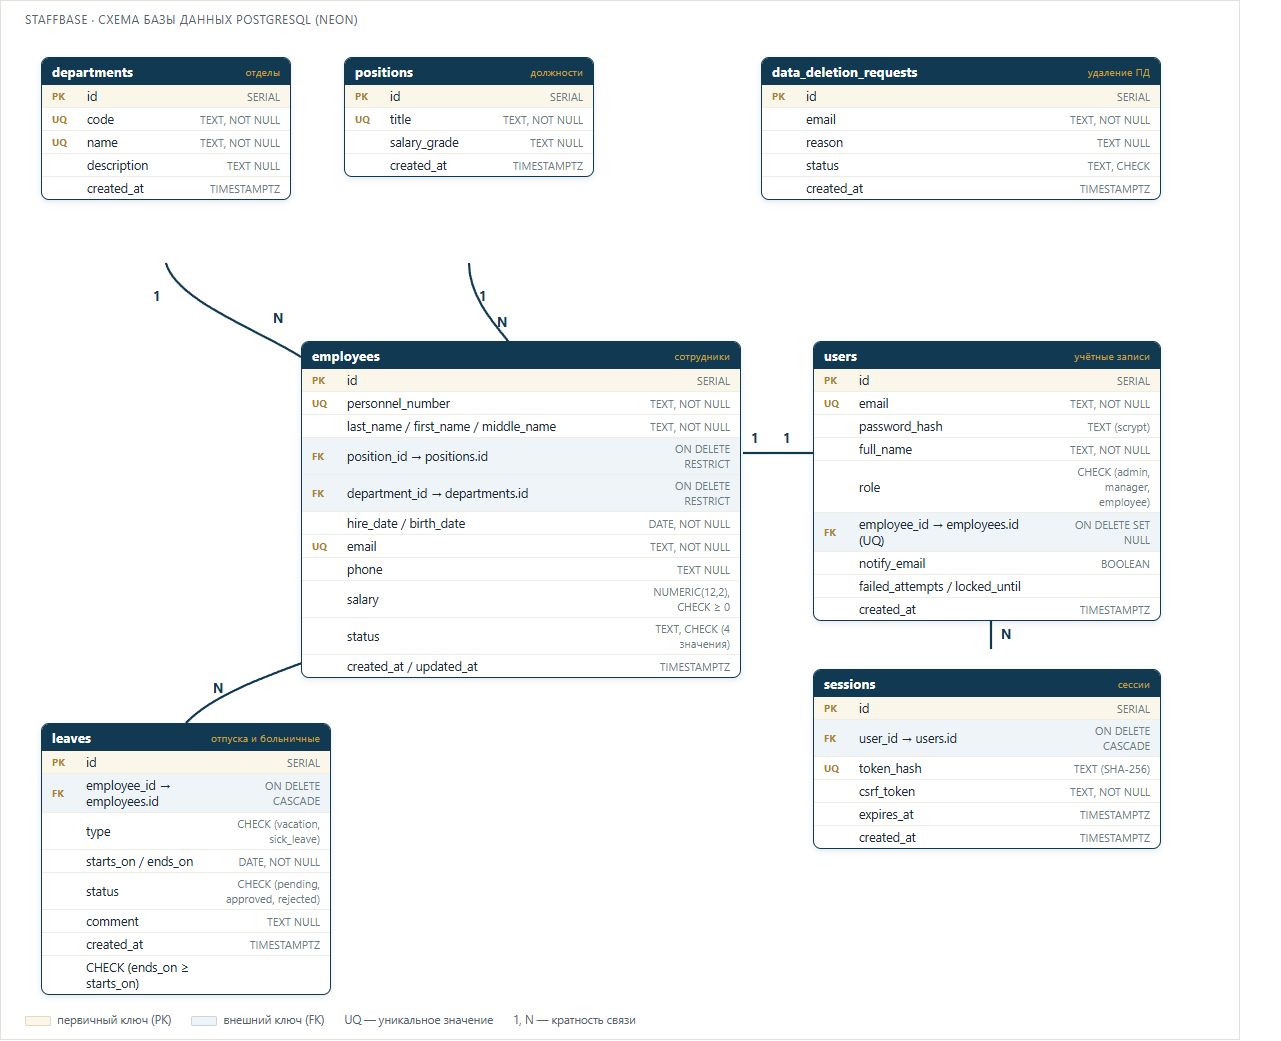 STAFFBASE · СХЕМА БАЗЫ ДАННЫХ POSTGRESQL (NEON)
departments отделы
PK id SERIAL
UQ code TEXT, NOT NULL
UQ name TEXT, NOT NULL
description TEXT NULL
created_at TIMESTAMPTZ
positions должности
PK id SERIAL
UQ title TEXT, NOT NULL
salary_grade TEXT NULL
created_at TIMESTAMPTZ
data_deletion_requests удаление ПД
PK id SERIAL
email TEXT, NOT NULL
reason TEXT NULL
status TEXT, CHECK
created_at TIMESTAMPTZ
1
N
1
N
employees сотрудники
PK id SERIAL
UQ personnel_number TEXT, NOT NULL
last_name / first_name / middle_name TEXT, NOT NULL
FK position_id → positions.id ON DELETE
RESTRICT
FK department_id → departments.id ON DELETE
RESTRICT
hire_date / birth_date DATE, NOT NULL
UQ email TEXT, NOT NULL
phone TEXT NULL
salary NUMERIC(12,2),
CHECK ≥ 0
status TEXT, CHECK (4
значения)
created_at / updated_at TIMESTAMPTZ
1 1
users учётные записи
PK id SERIAL
UQ email TEXT, NOT NULL
password_hash TEXT (scrypt)
full_name TEXT, NOT NULL
role CHECK (admin,
manager,
employee)
FK employee_id → employees.id
(UQ) ON DELETE SET
NULL
notify_email BOOLEAN
failed_attempts / locked_until
created_at TIMESTAMPTZ
N
sessions сессии
PK id SERIAL
FK user_id → users.id ON DELETE
CASCADE
UQ token_hash TEXT (SHA-256)
csrf_token TEXT, NOT NULL
expires_at TIMESTAMPTZ
created_at TIMESTAMPTZ
N
leaves отпуска и больничные
PK id SERIAL
FK employee_id →
employees.id ON DELETE
CASCADE
type CHECK (vacation,
sick_leave)
starts_on / ends_on DATE, NOT NULL
status CHECK (pending,
approved, rejected)
comment TEXT NULL
created_at TIMESTAMPTZ
CHECK (ends_on ≥
starts_on)
первичный ключ (PK) внешний ключ (FK) UQ — уникальное значение 1, N — кратность связи